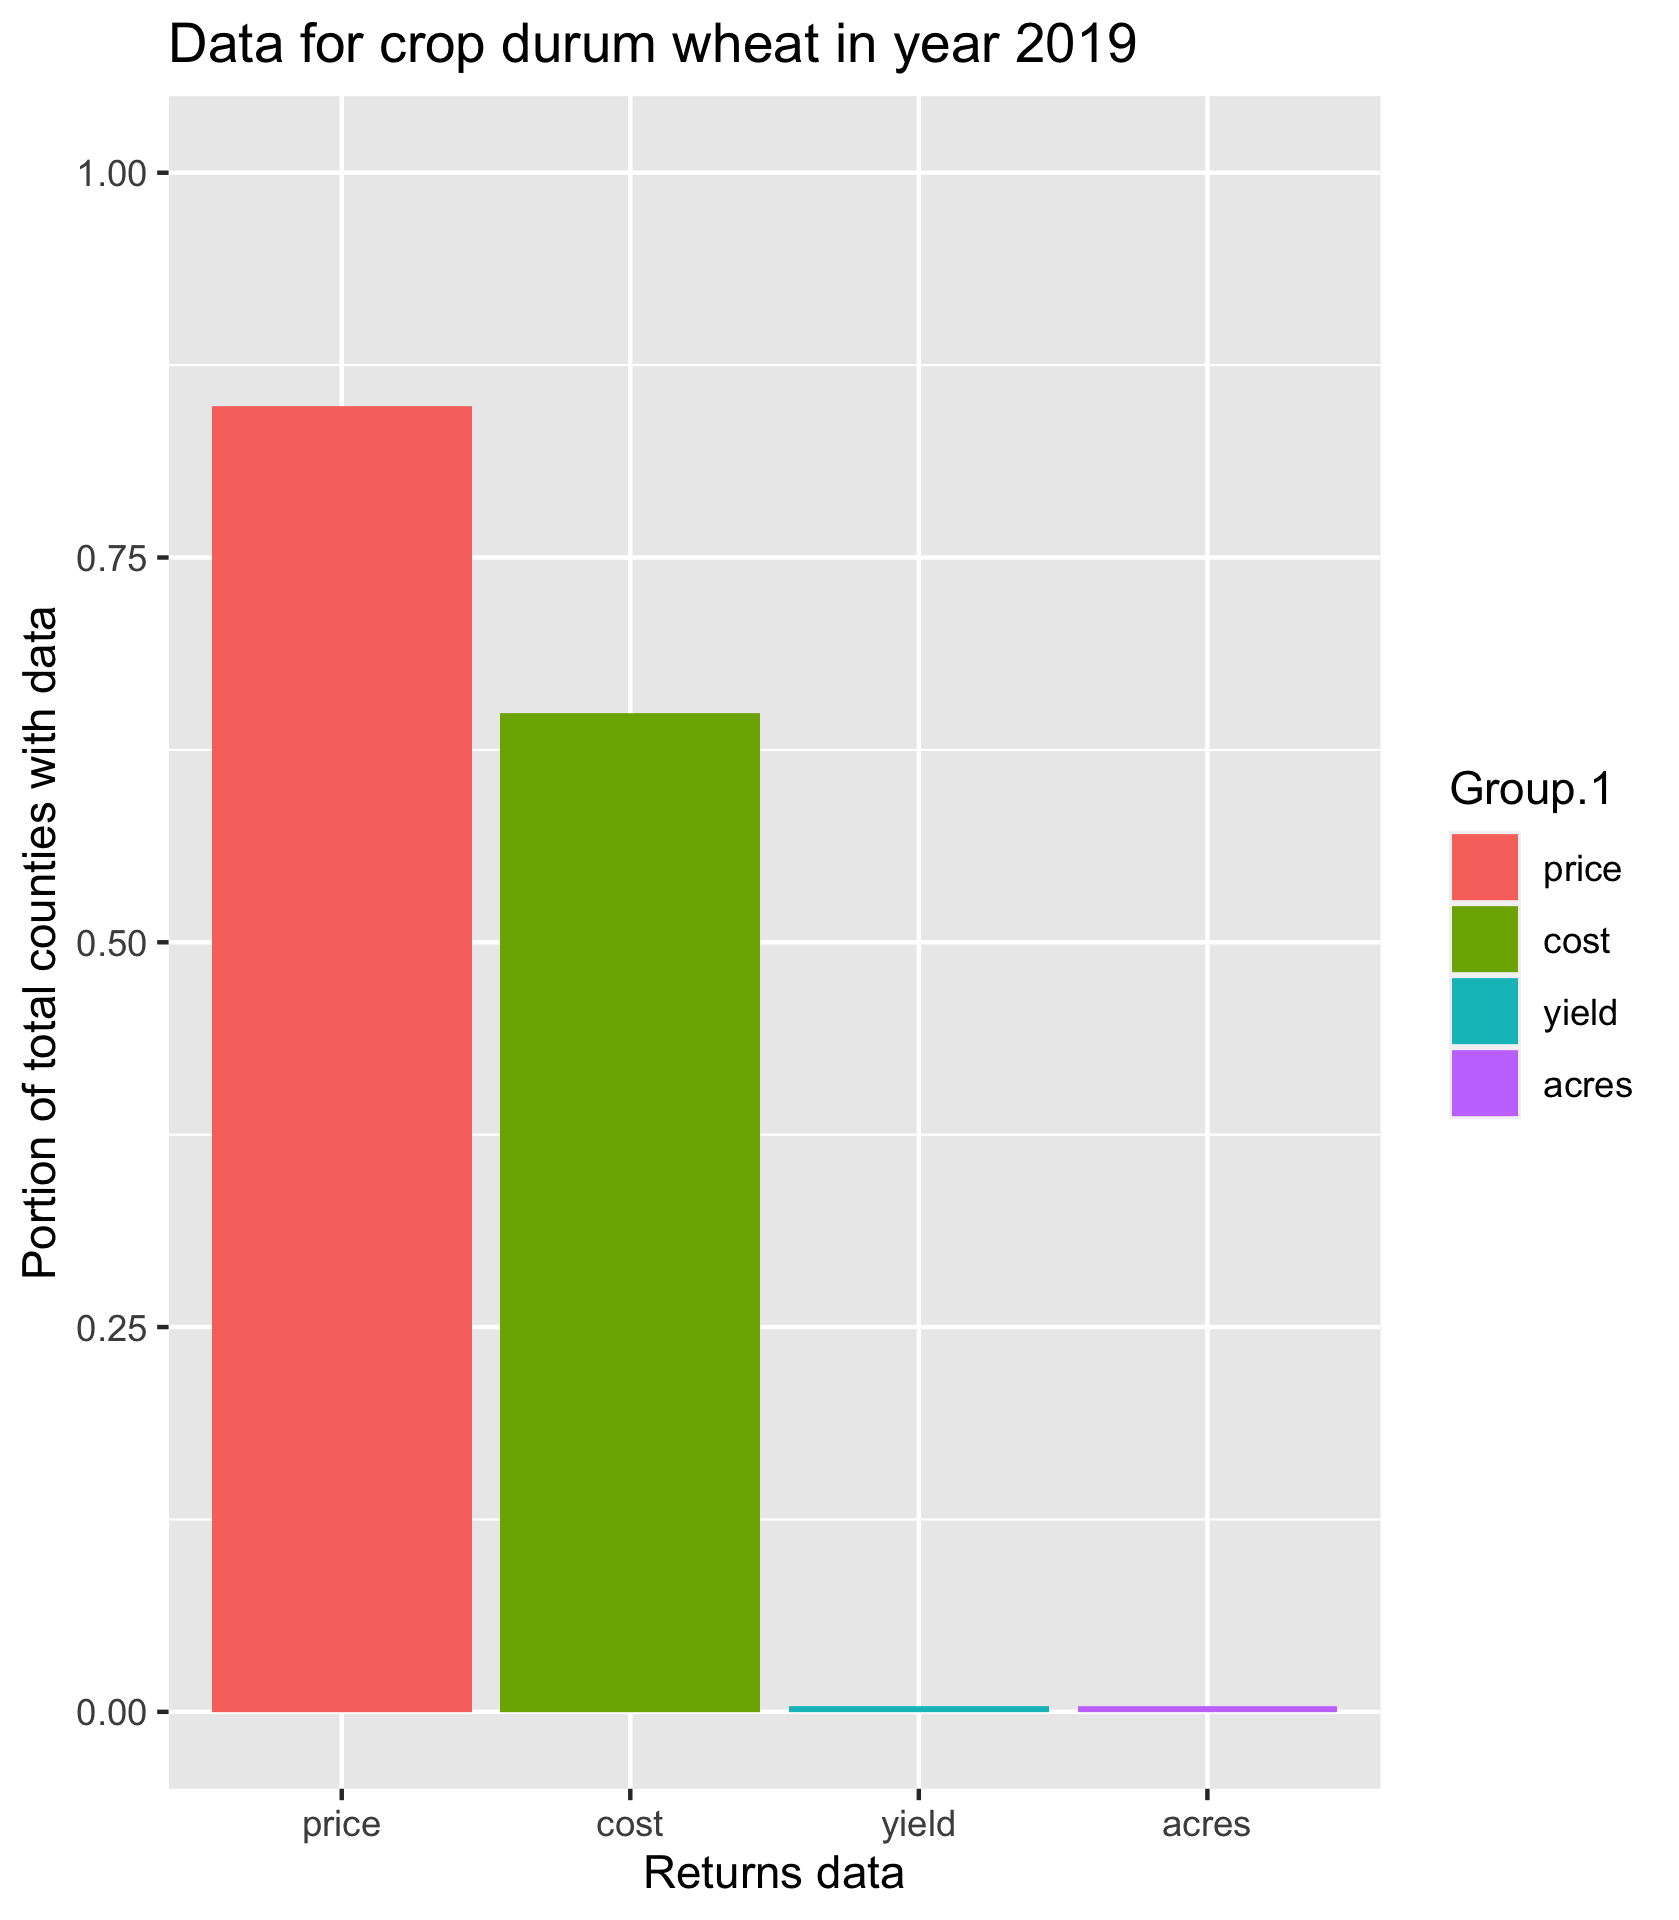 Data for crop durum wheat in year 2019
Portion of total counties with data
1.00
0.75
0.50
0.25
0.00
price
cost
yield
acres
Returns data
Group.1
price
cost
yield
acres